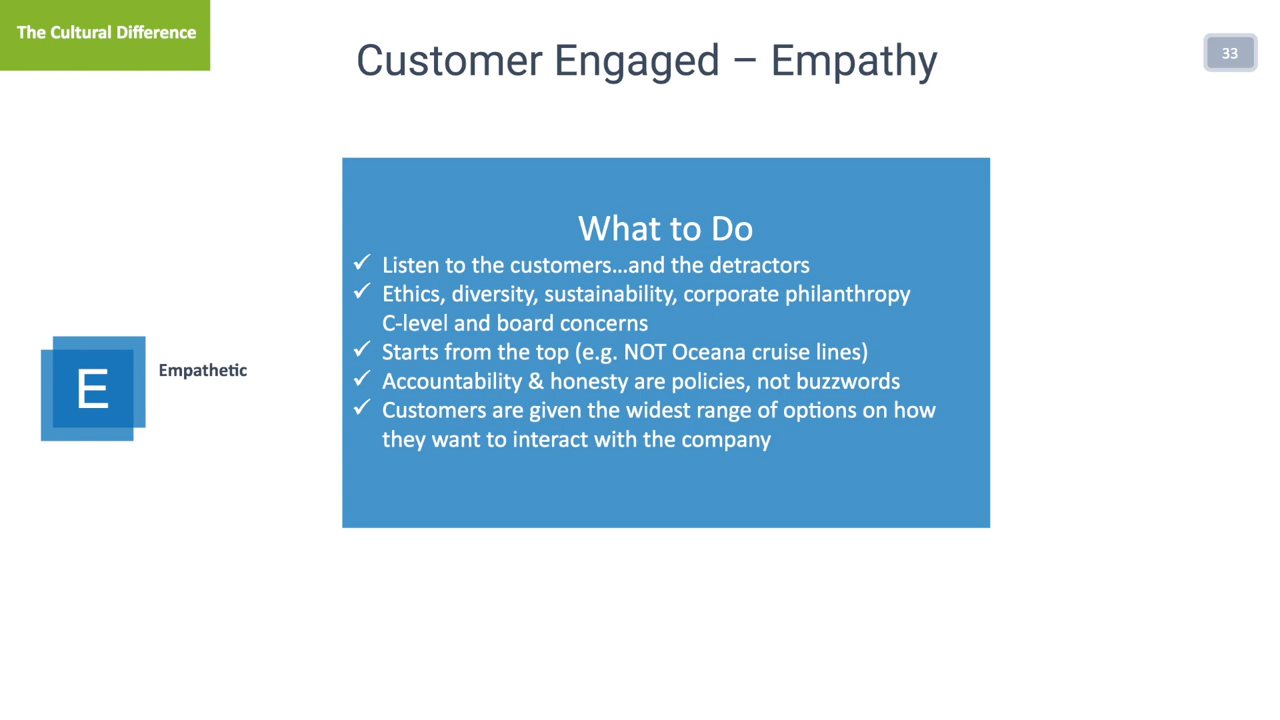 The Cultural Difference
Customer Engaged – Empathy
33
What to Do
✓ Listen to the customers...and the detractors
✓ Ethics, diversity, sustainability, corporate philanthropy
C-level and board concerns
✓ Starts from the top (e.g. NOT Oceana cruise lines)
✓ Accountability & honesty are policies, not buzzwords
✓ Customers are given the widest range of options on how
they want to interact with the company
E
Empathetic